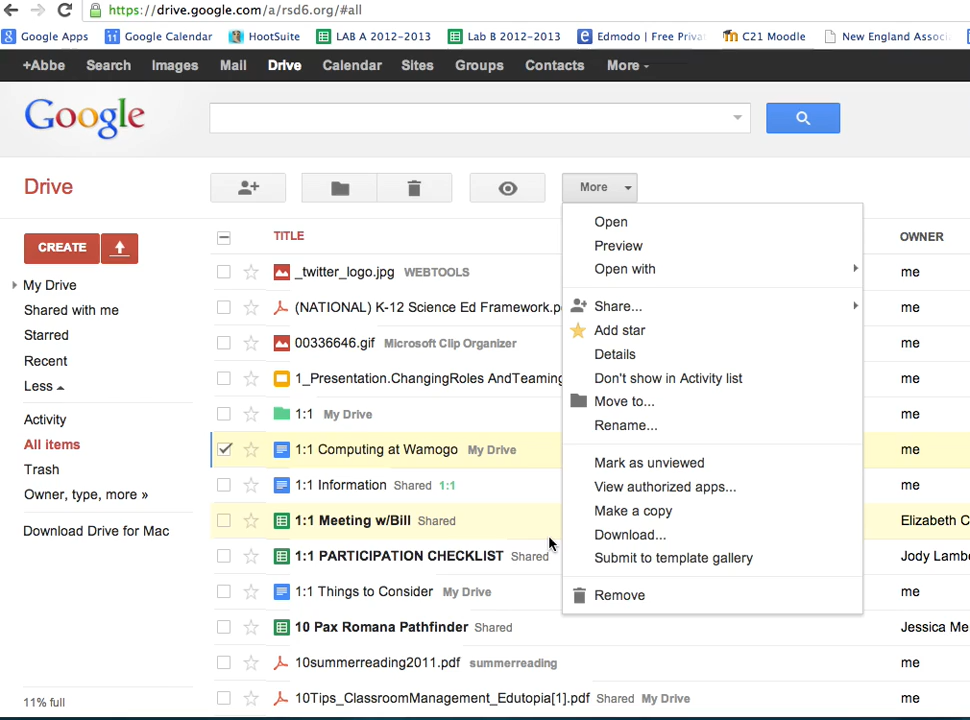 https://drive.google.com/a/rsd6.org/#all
Google Apps Google Calendar HootSuite LAB A 2012-2013 Lab B 2012-2013 Edmodo | Free Priva C21 Moodle New England Associ
+Abbe Search Images Mail Drive Calendar Sites Groups Contacts More
Google
Drive
More
CREATE
My Drive
Shared with me
Starred
Recent
Less
Activity
All items
Trash
Owner, type, more »
Download Drive for Mac
11% full
TITLE OWNER
_twitter_logo.jpg WEBTOOLS me
(NATIONAL) K-12 Science Ed Framework.p me
00336646.gif Microsoft Clip Organizer me
1_Presentation.ChangingRoles AndTeaming me
1:1 My Drive me
1:1 Computing at Wamogo My Drive me
1:1 Information Shared 1:1 me
1:1 Meeting w/Bill Shared Elizabeth C
1:1 PARTICIPATION CHECKLIST Shared Jody Lambe
1:1 Things to Consider My Drive me
10 Pax Romana Pathfinder Shared Jessica Me
10summerreading2011.pdf summerreading me
10Tips_ClassroomManagement_Edutopia[1].pdf Shared My Drive me
Open
Preview
Open with
Share...
Add star
Details
Don't show in Activity list
Move to...
Rename...
Mark as unviewed
View authorized apps...
Make a copy
Download...
Submit to template gallery
Remove